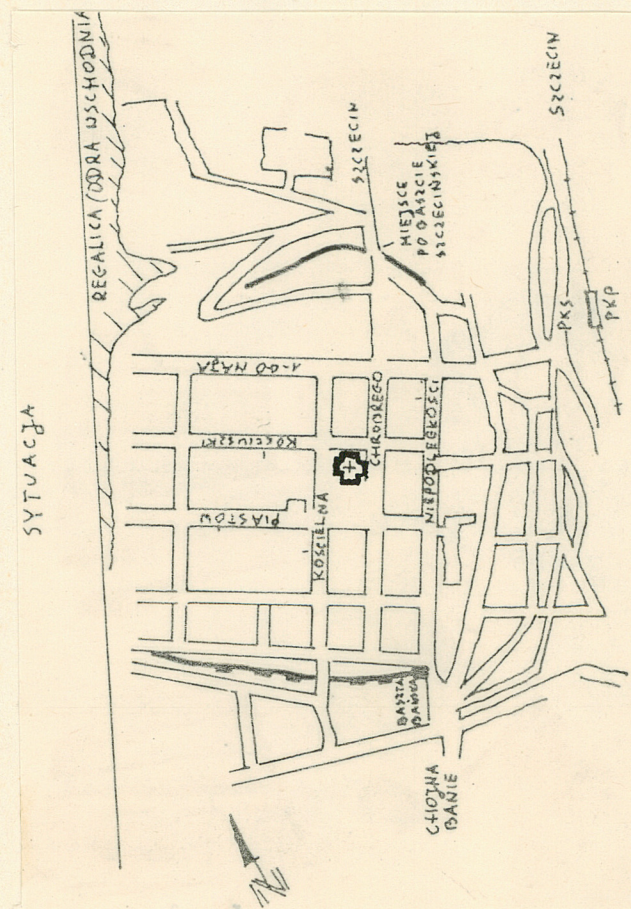 SYTUACJA
REGALICA (ODRA WSCHODNIA)
SZCZECIN
SZCZECIN
MIEJSCE
PO BASZCIE
SZCZECIŃSKIEJ
1-GO MAJA
KOŚCIUSZKI
PIASTÓW
KOŚCIELNA
CHROBREGO
NIEPODLEGŁOŚCI
PKS
PKP
BASZTA
BAŃSKA
CHOJNA
BANIE
N